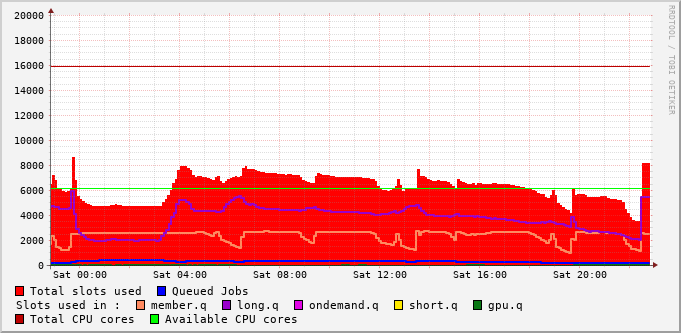 20000
18000
16000
14000
12000
10000
8000
6000
4000
2000
0
Sat 00:00 Sat 04:00 Sat 08:00 Sat 12:00 Sat 16:00 Sat 20:00
Total slots used Queued Jobs
Slots used in : member.q long.q ondemand.q short.q gpu.q
Total CPU cores Available CPU cores
RRDTOOL / TOBI OETIKER